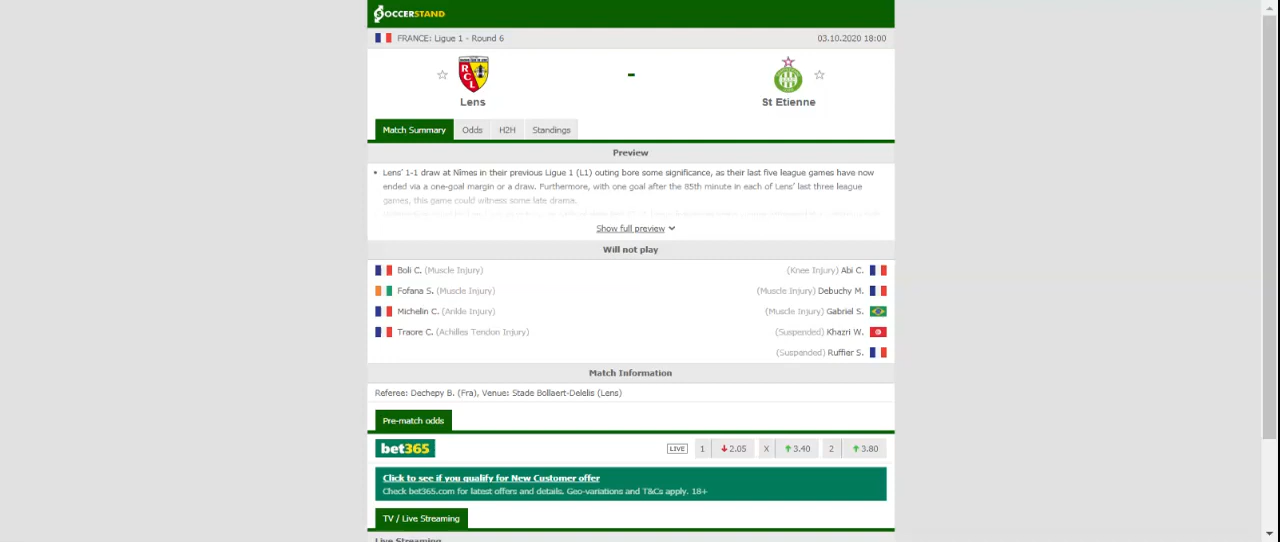 SOCCERSTAND
FRANCE: Ligue 1 - Round 6 03.10.2020 18:00
-
Lens St Etienne
Match Summary Odds H2H Standings
Preview
• Lens' 1-1 draw at Nimes in their previous Ligue 1 (L1) outing bore some significance, as their last five league games have now
ended via a one-goal margin or a draw. Furthermore, with one goal after the 85th minute in each of Lens' last three league
games, this game could witness some late drama.
Show full preview
Will not play
Boli C. (Muscle Injury) (Knee Injury) Abi C.
Fofana S. (Muscle Injury) (Muscle Injury) Debuchy M.
Michelin C. (Ankle Injury) (Muscle Injury) Gabriel S.
Traore C. (Achilles Tendon Injury) (Suspended) Khazri W.
(Suspended) Ruffier S.
Match Information
Referee: Dechepy B. (Fra), Venue: Stade Bollaert-Delelis (Lens)
Pre-match odds
bet365 LIVE 1 2.05 X 3.40 2 3.80
Click to see if you qualify for New Customer offer
Check bet365.com for latest offers and details. Geo-variations and T&Cs apply. 18+
TV / Live Streaming
Live Streaming